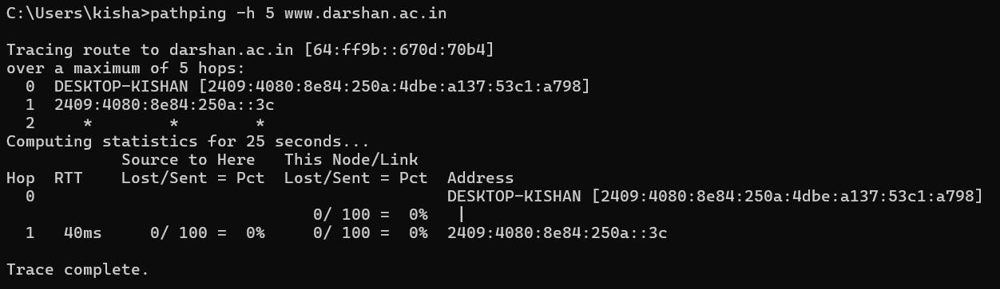 C:\Users\kisha>pathping -h 5 www.darshan.ac.in

Tracing route to darshan.ac.in [64:ff9b::670d:70b4]
over a maximum of 5 hops:
  0  DESKTOP-KISHAN [2409:4080:8e84:250a:4dbe:a137:53c1:a798]
  1  2409:4080:8e84:250a::3c
  2     *        *        *
Computing statistics for 25 seconds...
            Source to Here   This Node/Link
Hop  RTT    Lost/Sent = Pct  Lost/Sent = Pct  Address
  0                                           DESKTOP-KISHAN [2409:4080:8e84:250a:4dbe:a137:53c1:a798]
                                0/ 100 =  0%   |
  1   40ms     0/ 100 =  0%     0/ 100 =  0%  2409:4080:8e84:250a::3c

Trace complete.